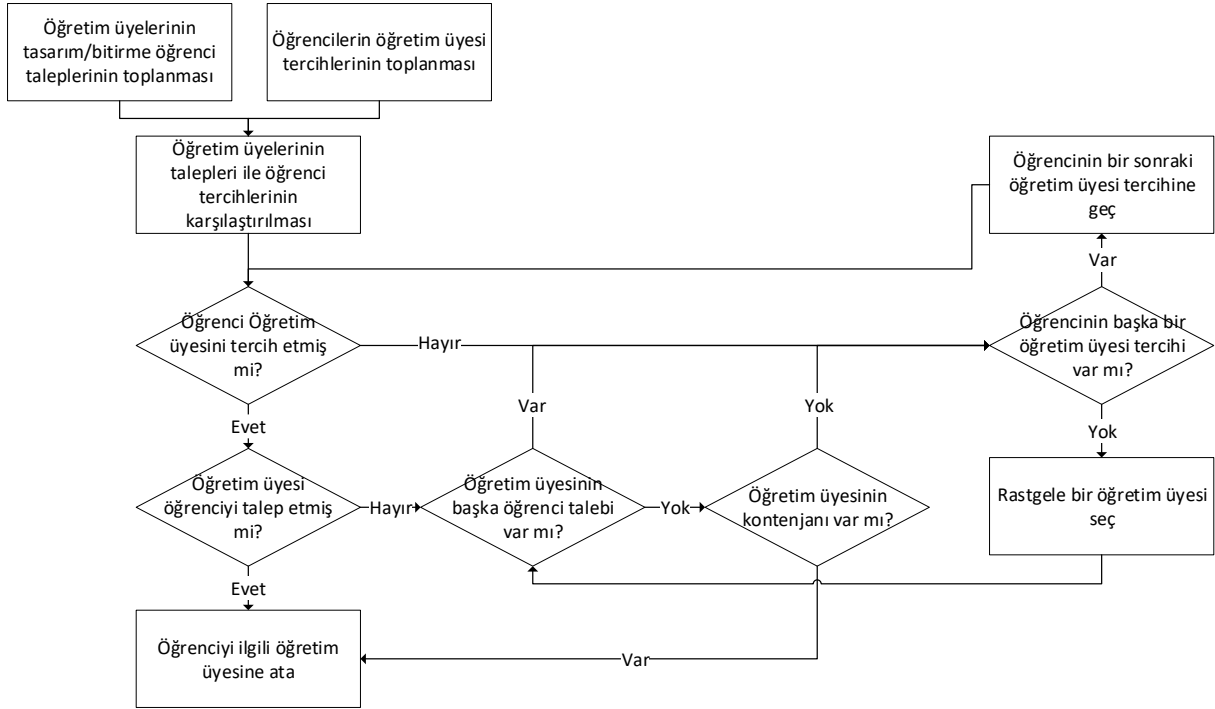 Öğretim üyelerinin
tasarım/bitirme öğrenci
taleplerinin toplanması
Öğrencilerin öğretim üyesi
tercihlerinin toplanması
Öğretim üyelerinin
talepleri ile öğrenci
tercihlerinin
karşılaştırılması
Öğrencinin bir sonraki
öğretim üyesi tercihine
geç
Var
Öğrenci Öğretim
üyesini tercih etmiş
mi?
Hayır
Öğrencinin başka bir
öğretim üyesi tercihi
var mı?
Evet
Var
Yok
Yok
Öğretim üyesi
öğrenciyi talep etmiş
mi?
Hayır
Öğretim üyesinin
başka öğrenci talebi
var mı?
Yok
Öğretim üyesinin
kontenjanı var mı?
Rastgele bir öğretim üyesi
seç
Evet
Öğrenciyi ilgili öğretim
üyesine ata
Var